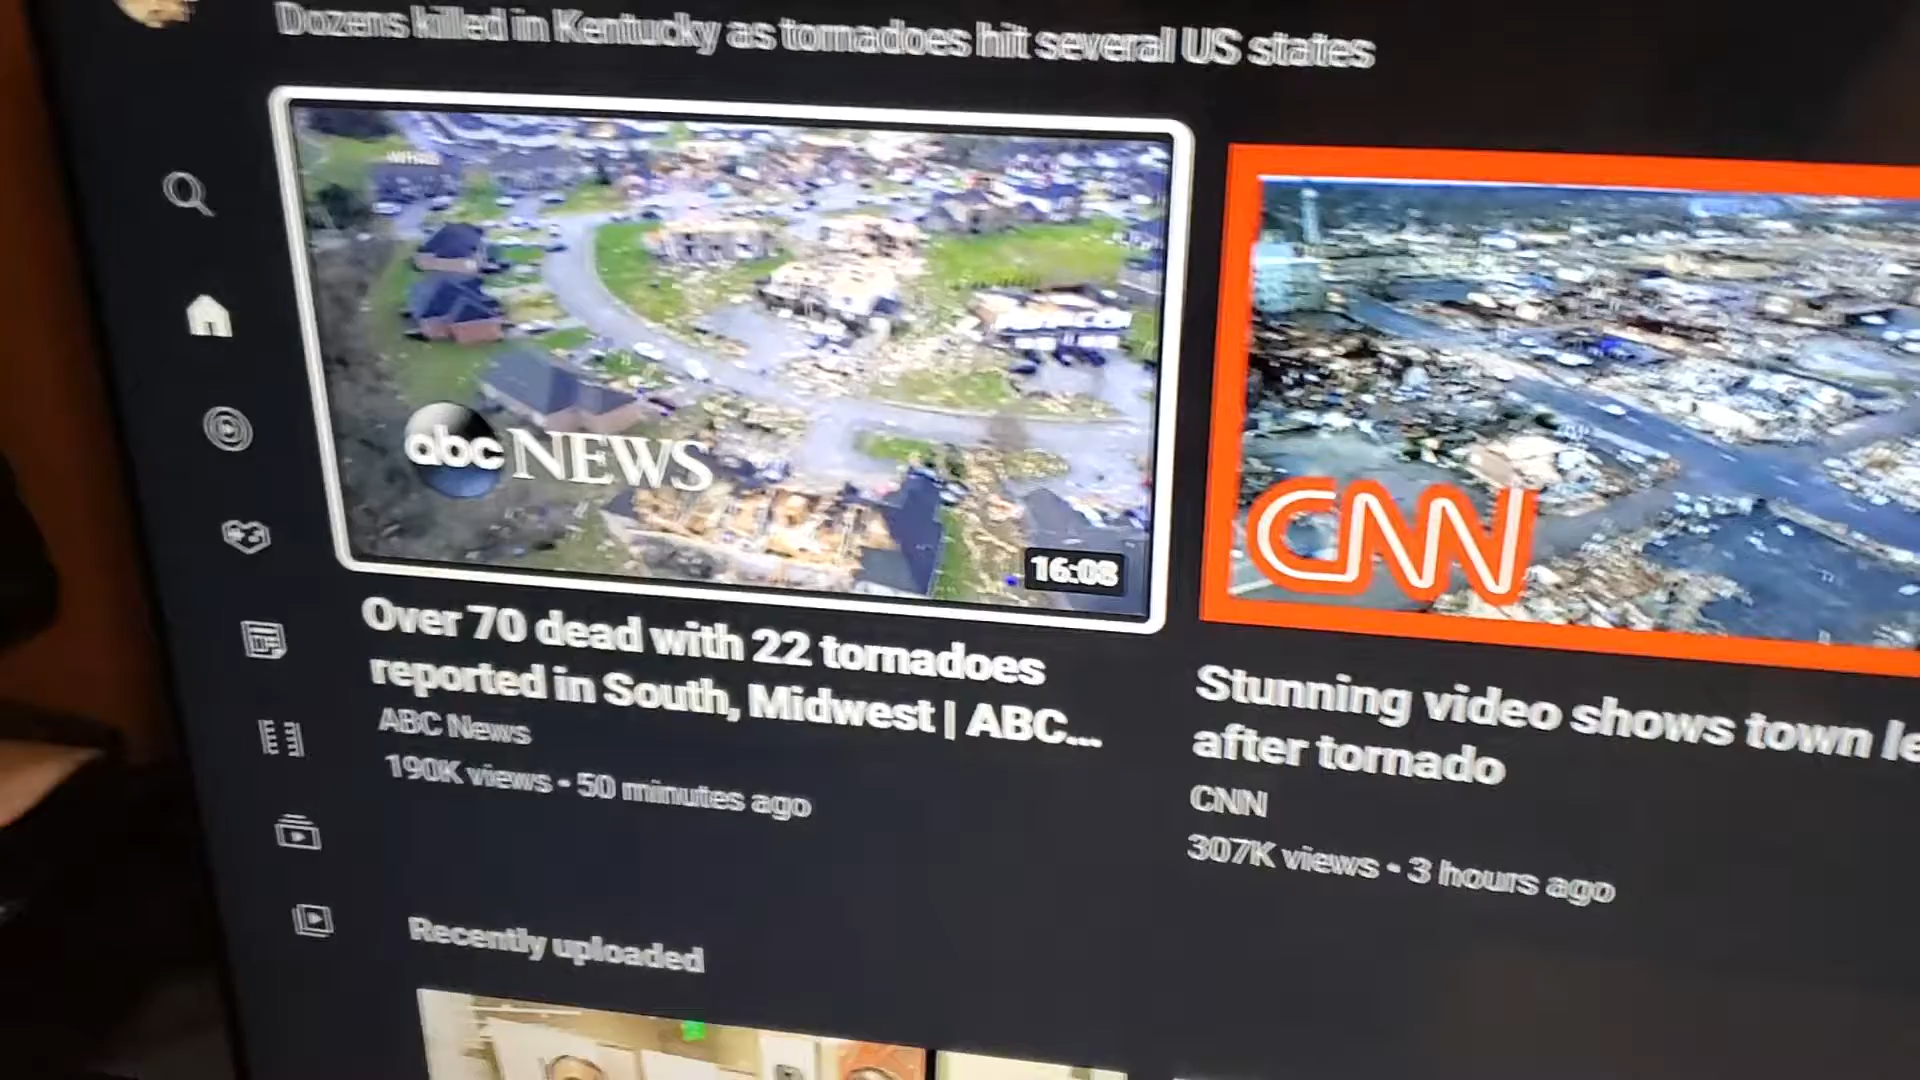 Dozens killed in Kentucky as tornadoes hit several US states
WHAS
abc NEWS
16:08
Over 70 dead with 22 tornadoes
reported in South, Midwest | ABC...
ABC News
190K views • 50 minutes ago
CNN
Stunning video shows town le
after tornado
CNN
307K views • 3 hours ago
Recently uploaded